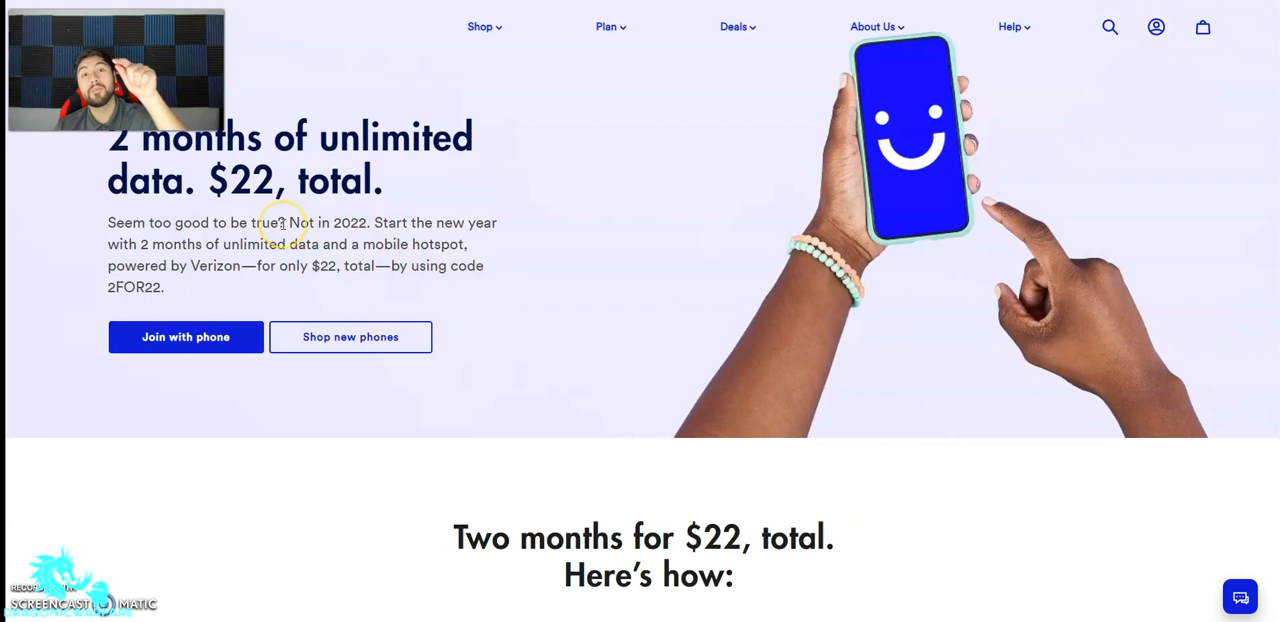 Shop
Plan
Deals
About Us
Help
2 months of unlimited
data. $22, total.
Seem too good to be true? Not in 2022. Start the new year
with 2 months of unlimited data and a mobile hotspot,
powered by Verizon—for only $22, total—by using code
2FOR22.
Join with phone
Shop new phones
Two months for $22, total.
Here's how:
SCREENCAST MATIC
DRAGONICWARFARE